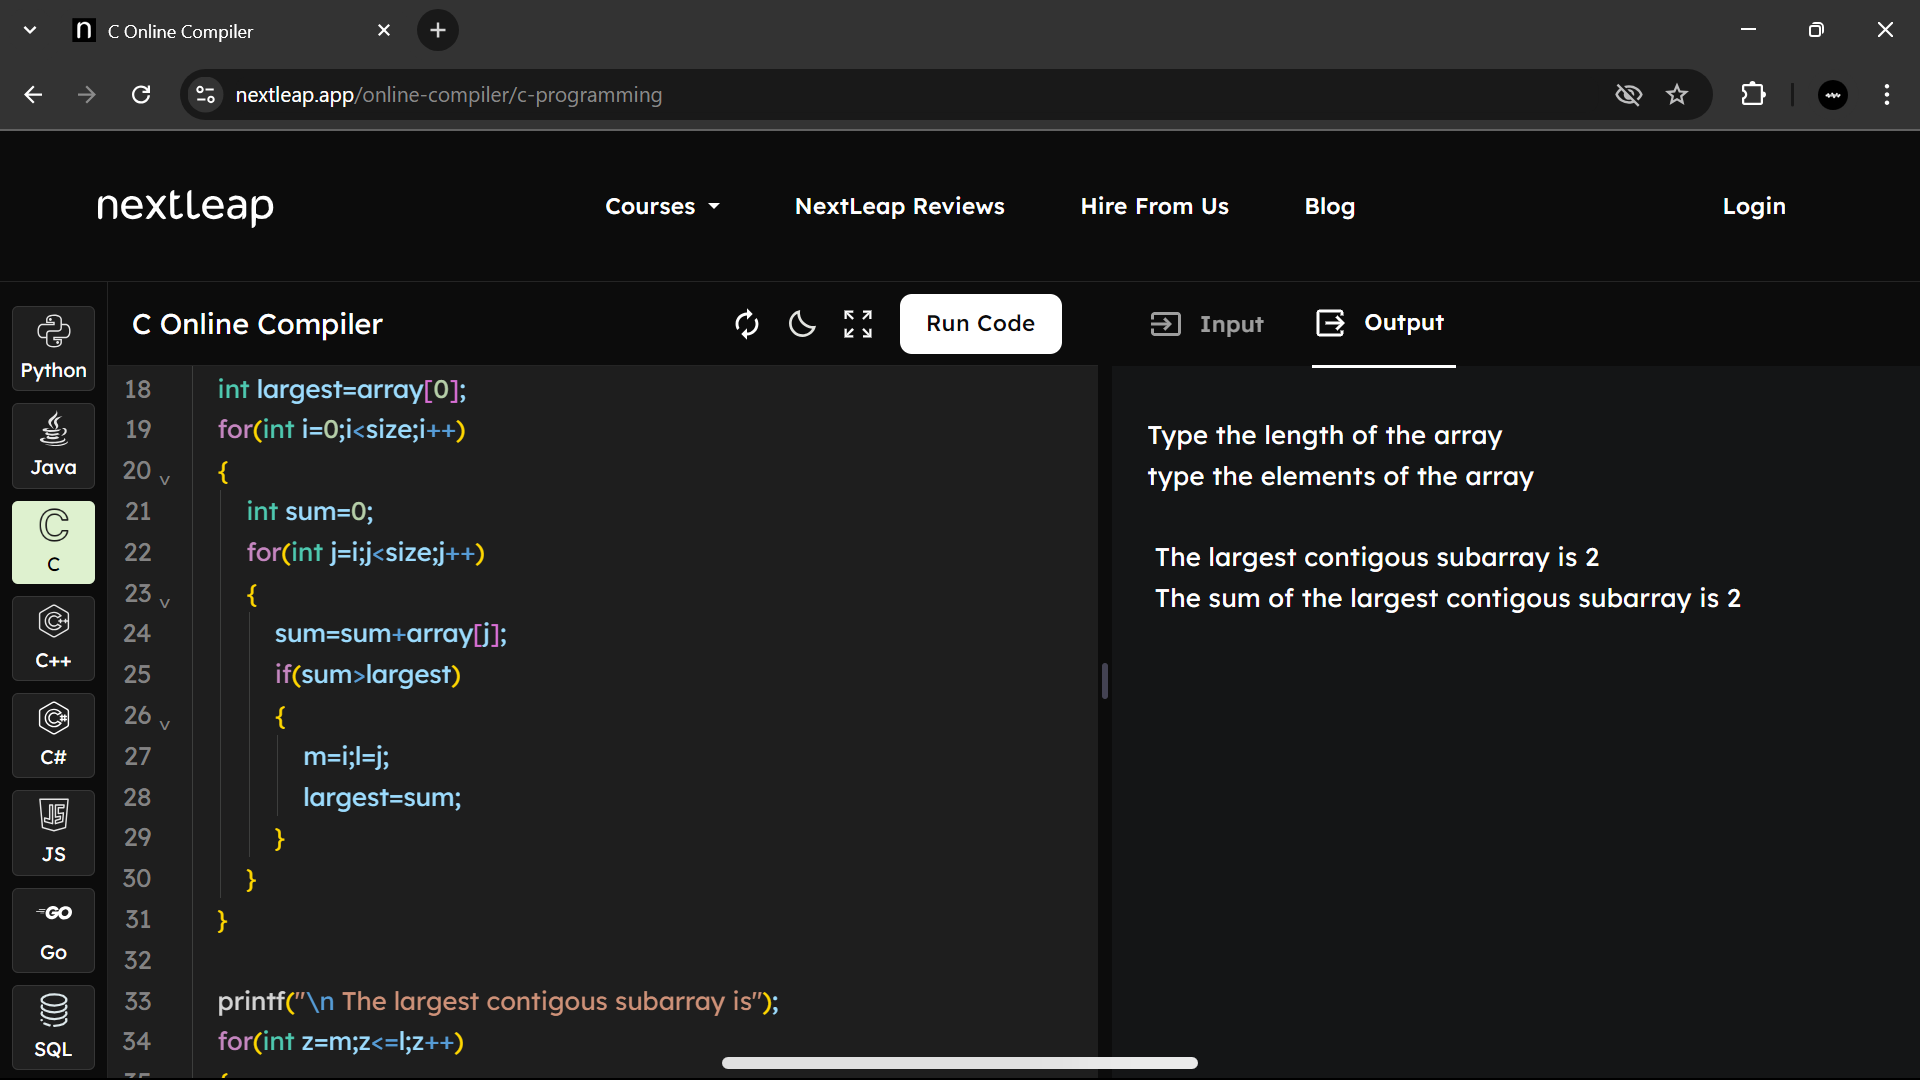 C Online Compiler
nextleap.app/online-compiler/c-programming
nextleap
Courses
NextLeap Reviews
Hire From Us
Blog
Login
C Online Compiler
Run Code
Input
Output
Python
Java
C
C++
C#
JS
Go
SQL
18 int largest=array[0];
19 for(int i=0;i<size;i++)
20 {
21 int sum=0;
22 for(int j=i;j<size;j++)
23 {
24 sum=sum+array[j];
25 if(sum>largest)
26 {
27 m=i;l=j;
28 largest=sum;
29 }
30 }
31 }
32
33 printf("\n The largest contigous subarray is");
34 for(int z=m;z<=l;z++)
Type the length of the array
type the elements of the array
The largest contigous subarray is 2
The sum of the largest contigous subarray is 2